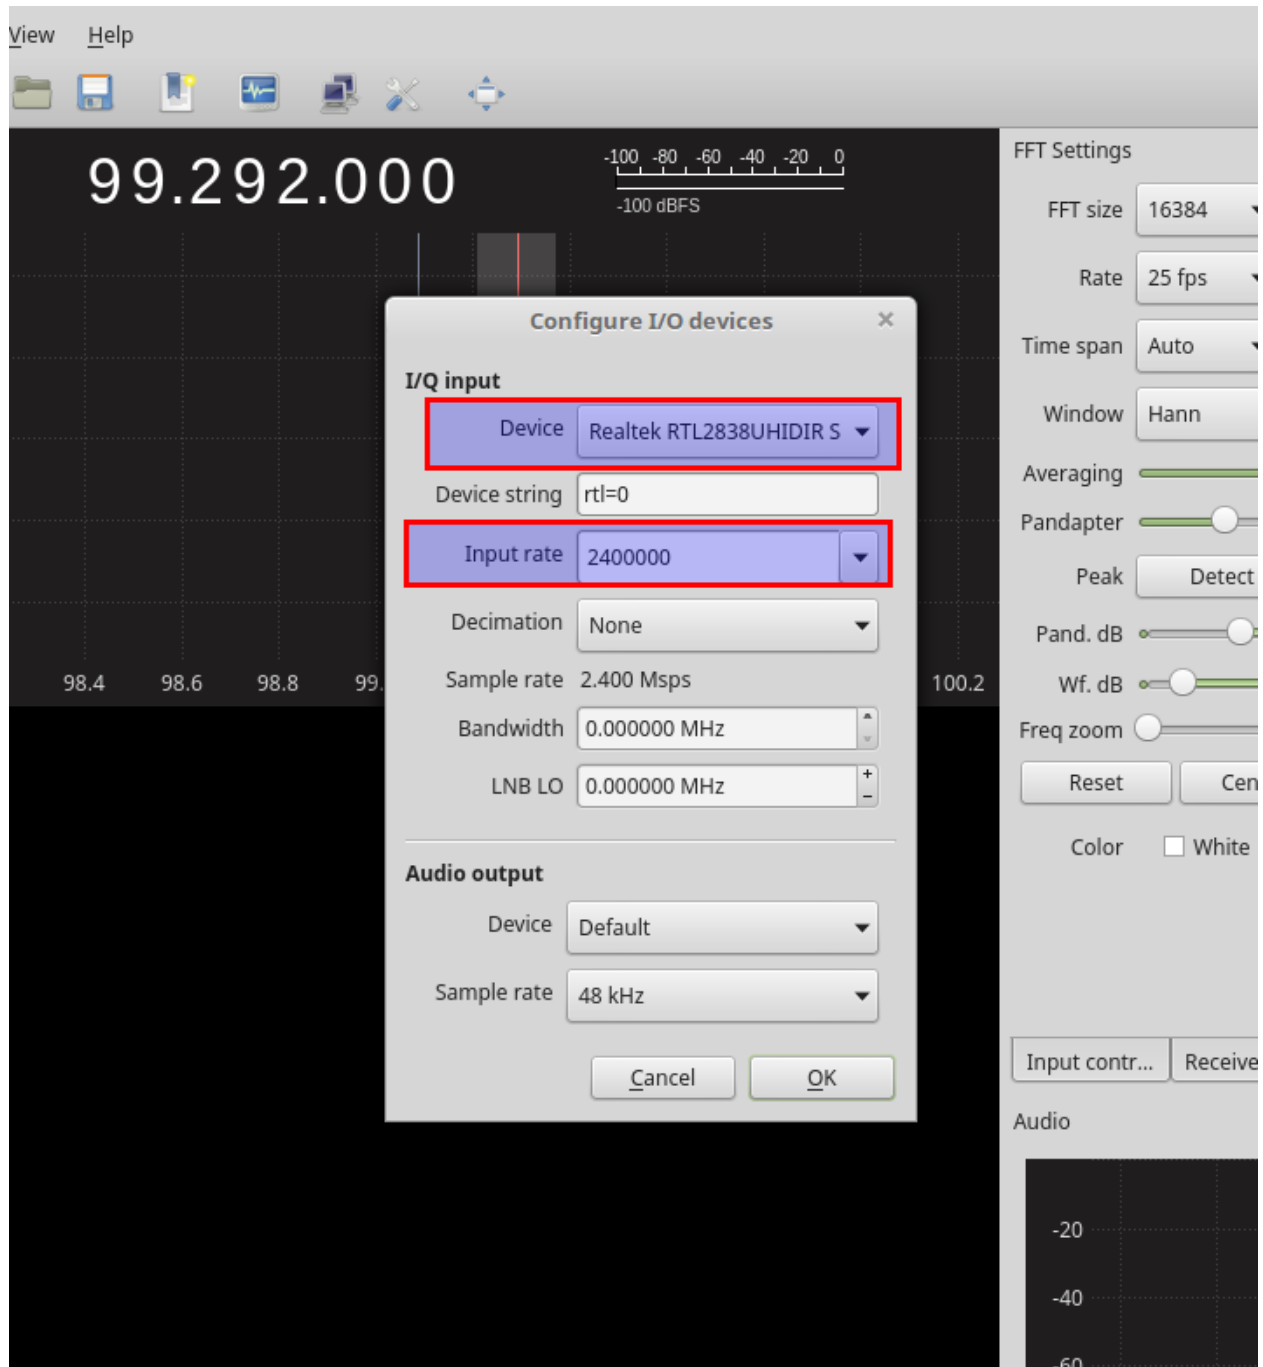 View Help
99.292.000
-100 -80 -60 -40 -20 0
-100 dBFS
98.4 98.6 98.8 99. 100.2
Configure I/O devices
I/Q input
Device Realtek RTL2838UHIDIR S
Device string rtl=0
Input rate 2400000
Decimation None
Sample rate 2.400 Msps
Bandwidth 0.000000 MHz
LNB LO 0.000000 MHz
Audio output
Device Default
Sample rate 48 kHz
Cancel OK
FFT Settings
FFT size 16384
Rate 25 fps
Time span Auto
Window Hann
Averaging
Pandapter
Peak Detect
Pand. dB
Wf. dB
Freq zoom
Reset Cen
Color White
Input contr... Receive
Audio
-20
-40
-60